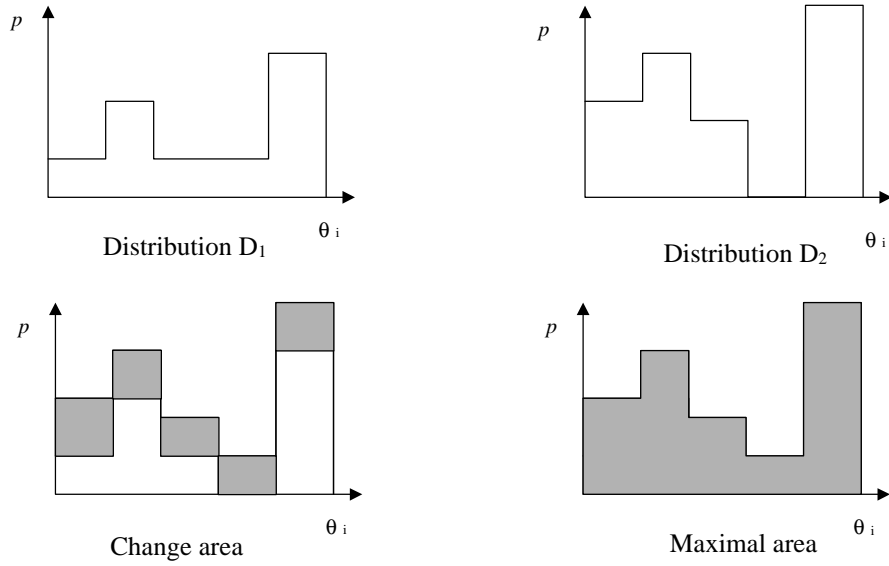 p
p
θ i
θ i
Distribution D₁
Distribution D₂
p
p
θ i
θ i
Change area
Maximal area